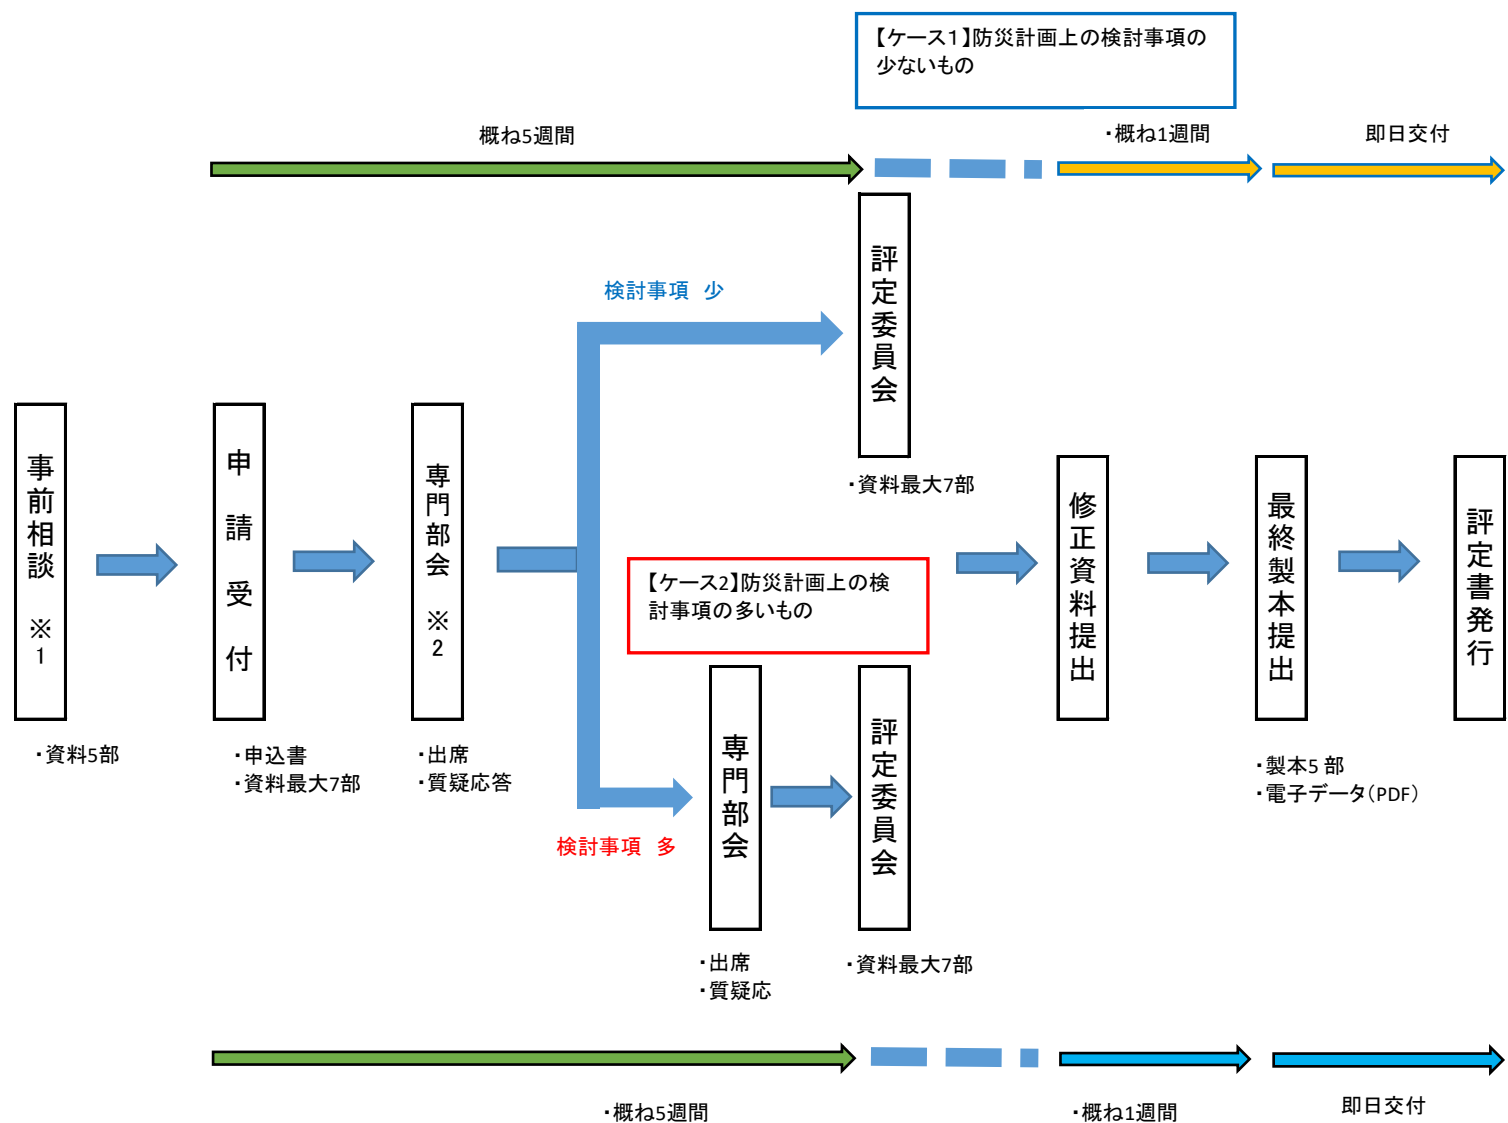 【ケース1】防災計画上の検討事項の
少ないもの
概ね5週間
・概ね1週間
即日交付
検討事項　少
評定委員会
・資料最大7部
事前相談　※1
・資料5部
申請受付
・申込書
・資料最大7部
専門部会　※2
・出席
・質疑応答
【ケース2】防災計画上の検
討事項の多いもの
検討事項　多
専門部会
・出席
・質疑応
評定委員会
・資料最大7部
修正資料提出
最終製本提出
・製本5 部
・電子データ（PDF）
評定書発行
・概ね5週間
・概ね1週間
即日交付